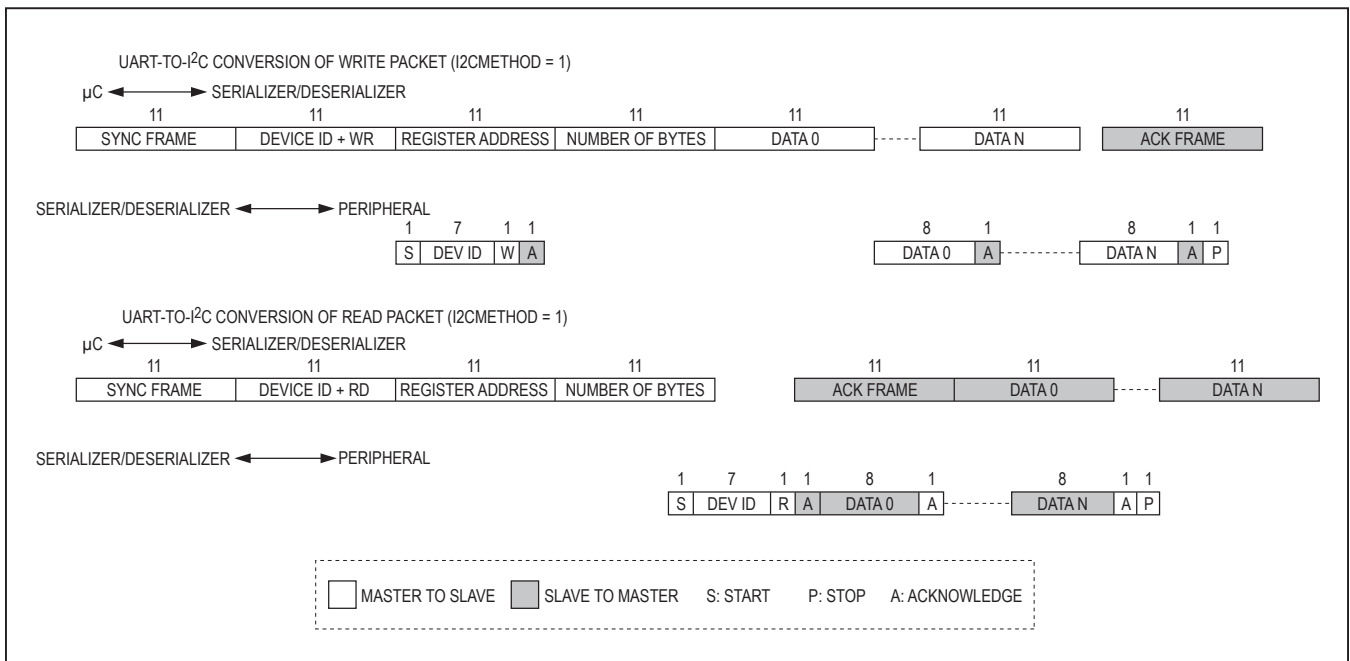 UART-TO-I2C CONVERSION OF WRITE PACKET (I2CMETHOD = 1)
µC SERIALIZER/DESERIALIZER
11 11 11 11 11 11 11
SYNC FRAME DEVICE ID + WR REGISTER ADDRESS NUMBER OF BYTES DATA 0 DATA N ACK FRAME
SERIALIZER/DESERIALIZER PERIPHERAL
1 7 1 1 8 1 8 1 1
S DEV ID W A DATA 0 A DATA N A P
UART-TO-I2C CONVERSION OF READ PACKET (I2CMETHOD = 1)
µC SERIALIZER/DESERIALIZER
11 11 11 11 11 11 11
SYNC FRAME DEVICE ID + RD REGISTER ADDRESS NUMBER OF BYTES ACK FRAME DATA 0 DATA N
SERIALIZER/DESERIALIZER PERIPHERAL
1 7 1 1 8 1 8 1 1
S DEV ID R A DATA 0 A DATA N A P
MASTER TO SLAVE SLAVE TO MASTER S: START P: STOP A: ACKNOWLEDGE